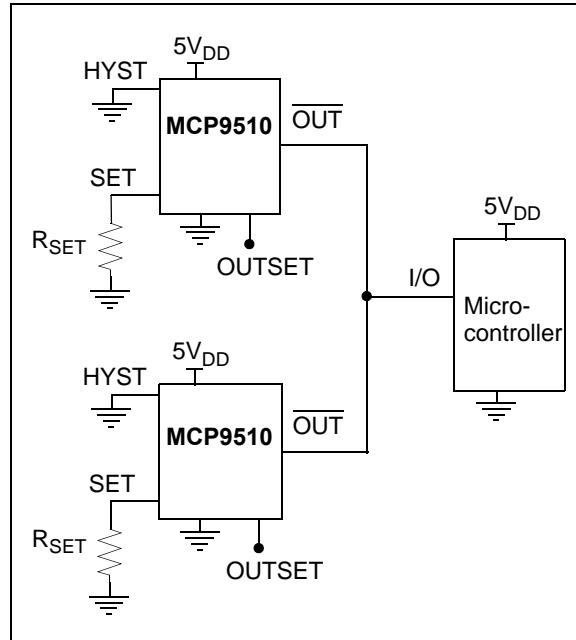 5VDD
HYST
MCP9510
OUT
SET
RSET
OUTSET
5VDD
I/O
Micro-
controller
5VDD
HYST
MCP9510
OUT
SET
RSET
OUTSET